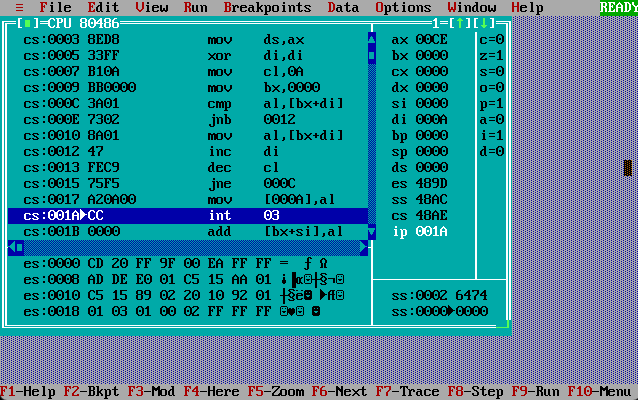 ≡ File Edit View Run Breakpoints Data Options Window Help READY
[■]=CPU 80486 1=[↑][↓]
cs:0003 8ED8 mov ds,ax ax 00CE c=0
cs:0005 33FF xor di,di bx 0000 z=1
cs:0007 B10A mov cl,0A cx 0000 s=0
cs:0009 BB0000 mov bx,0000 dx 0000 o=0
cs:000C 3A01 cmp al,[bx+di] si 0000 p=1
cs:000E 7302 jnb 0012 di 000A a=0
cs:0010 8A01 mov al,[bx+di] bp 0000 i=1
cs:0012 47 inc di sp 0000 d=0
cs:0013 FEC9 dec cl ds 0000
cs:0015 75F5 jne 000C es 489D
cs:0017 A20A00 mov [000A],al ss 48AC
cs:001A►CC int 03 cs 48AE
cs:001B 0000 add [bx+si],al ip 001A
es:0000 CD 20 FF 9F 00 EA FF FF = ƒ Ω
es:0008 AD DE E0 01 C5 15 AA 01 ¡▐α☺┼§¬☺
es:0010 C5 15 89 02 20 10 92 01 ┼§ë☻ ►Æ☺ ss:0002 6474
es:0018 01 03 01 00 02 FF FF FF ☺♥☺ ☻ ss:0000►0000
F1-Help F2-Bkpt F3-Mod F4-Here F5-Zoom F6-Next F7-Trace F8-Step F9-Run F10-Menu